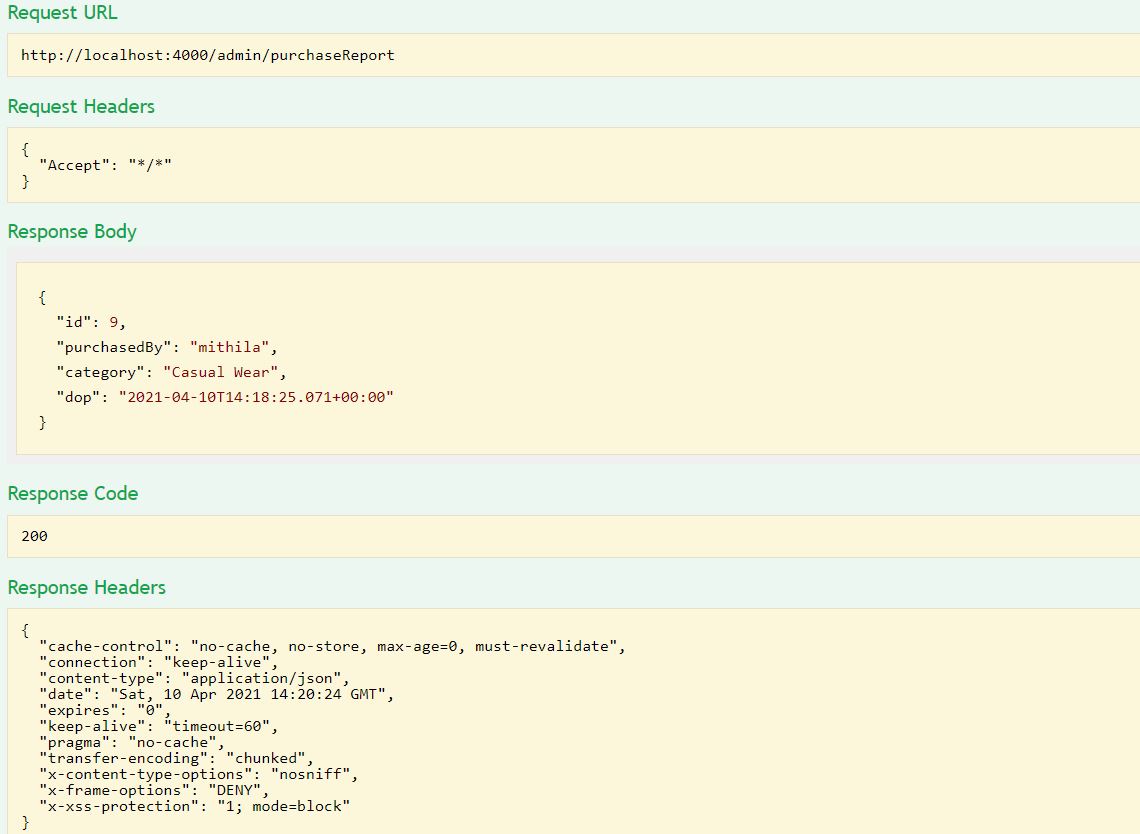 Request URL
http://localhost:4000/admin/purchaseReport
Request Headers
{
  "Accept": "*/*"
}
Response Body
{
  "id": 9,
  "purchasedBy": "mithila",
  "category": "Casual Wear",
  "dop": "2021-04-10T14:18:25.071+00:00"
}
Response Code
200
Response Headers
{
  "cache-control": "no-cache, no-store, max-age=0, must-revalidate",
  "connection": "keep-alive",
  "content-type": "application/json",
  "date": "Sat, 10 Apr 2021 14:20:24 GMT",
  "expires": "0",
  "keep-alive": "timeout=60",
  "pragma": "no-cache",
  "transfer-encoding": "chunked",
  "x-content-type-options": "nosniff",
  "x-frame-options": "DENY",
  "x-xss-protection": "1; mode=block"
}